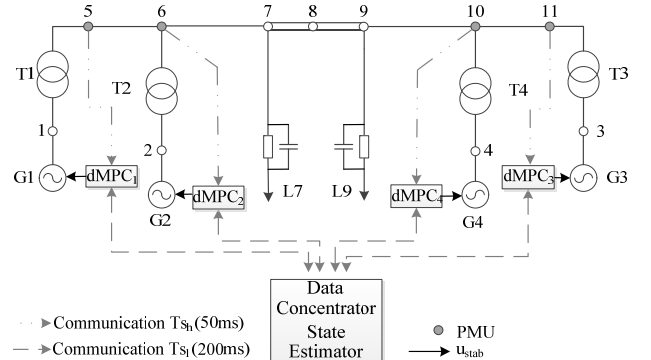 5 6 7 8 9 10 11
T1 T2 T4 T3
1 2 4 3
G1 dMPC₁ G2 dMPC₂ L7 L9 dMPC₄ G4 dMPC₃ G3
Data
Concentrator
State
Estimator
Communication Tsₕ(50ms)
Communication Tsₗ(200ms)
PMU
uₛₜₐᵦ